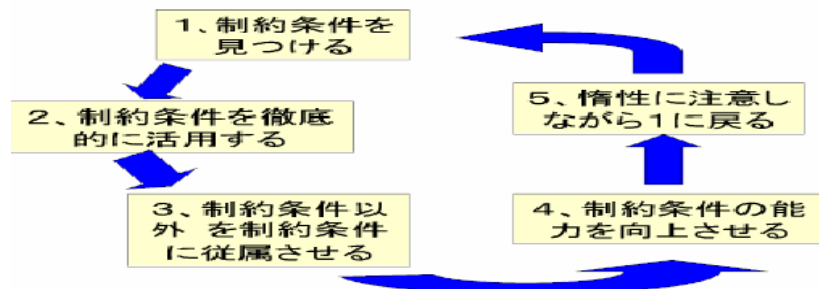 1、制約条件を
見つける
2、制約条件を徹底
的に活用する
3、制約条件以
外 を制約条件
に従属させる
4、制約条件の能
力を向上させる
5、惰性に注意し
ながら1に戻る